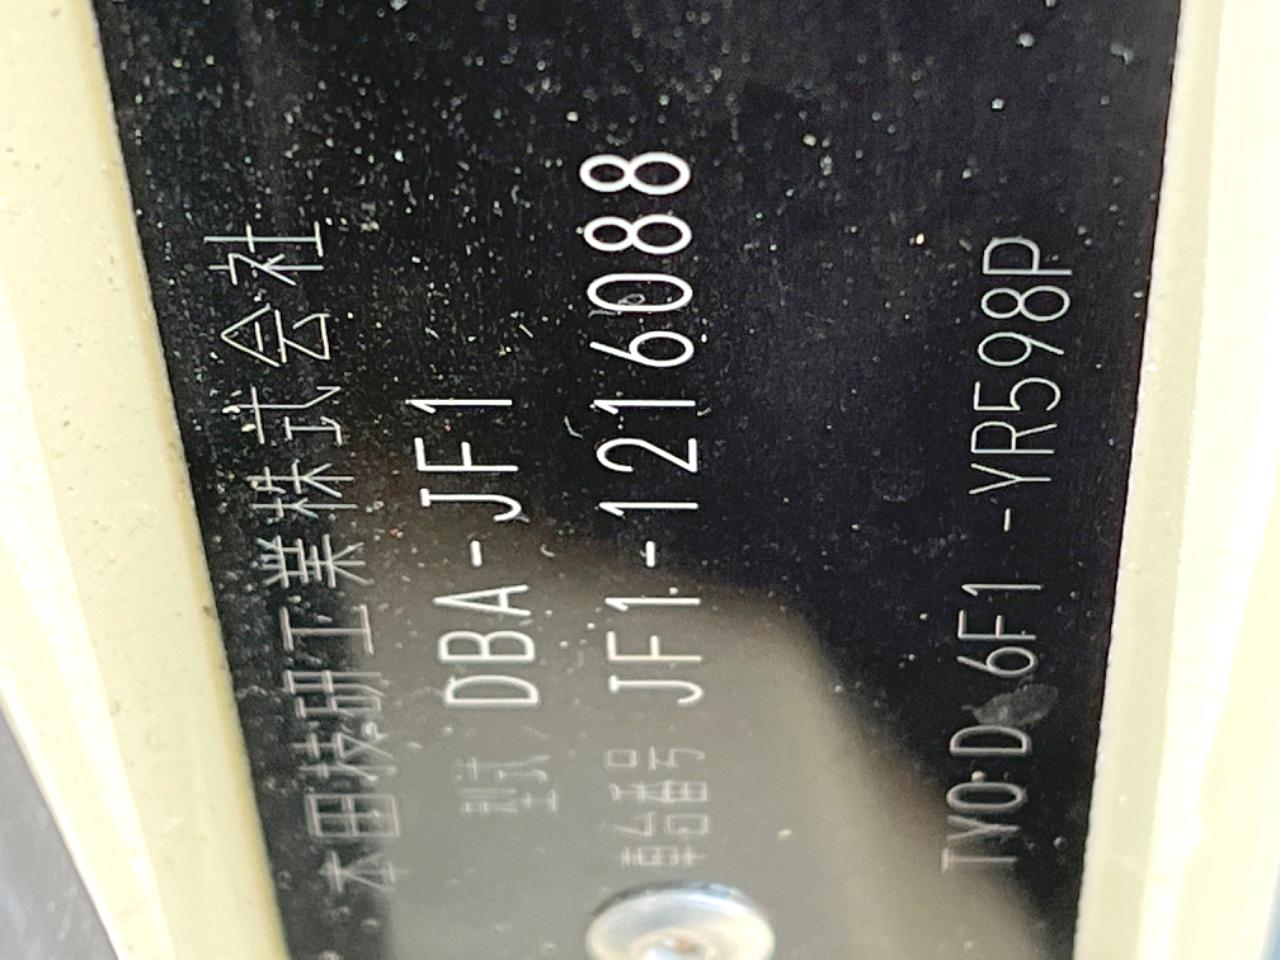 本田技研工業株式会社
型式 DBA-JF1
車台番号 JF1-1216088
TYO:D 6F1 -YR598P